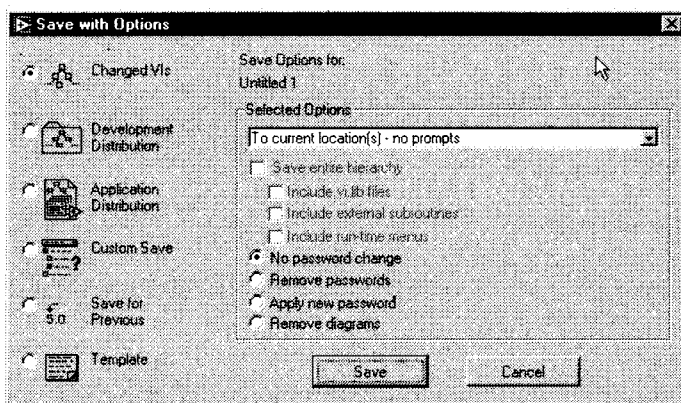 Save with Options
Changed VIs
Development
Distribution
Application
Distribution
Custom Save
5.0
Save for
Previous
Template
Save Options for:
Untitled 1
Selected Options
To current location(s) - no prompts
Save entire hierarchy
Include vi.lib files
Include external subroutines
Include run-time menus
No password change
Remove passwords
Apply new password
Remove diagrams
Save
Cancel